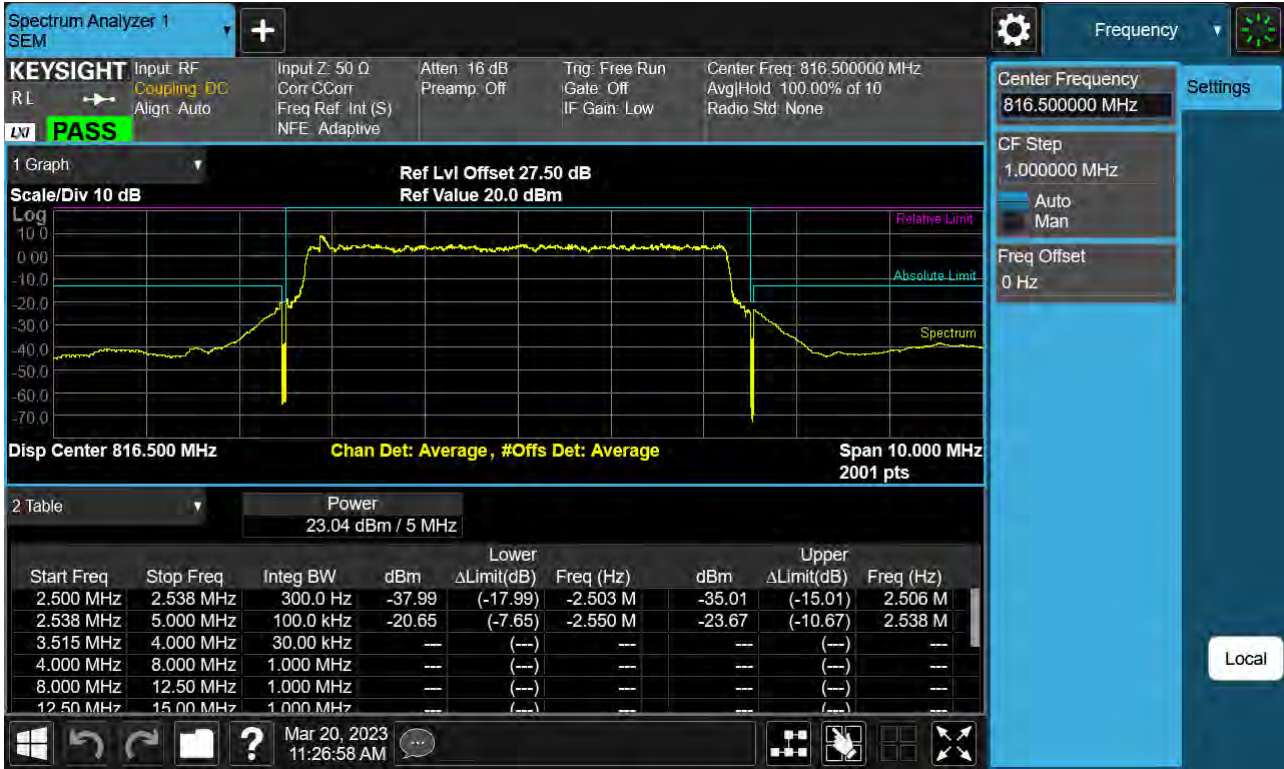 Spectrum Analyzer 1
SEM
+
Frequency
KEYSIGHT
RL
LXI
PASS
Input: RF
Coupling: DC
Align: Auto
Input Z: 50 Ω
Corr CCorr
Freq Ref: Int (S)
NFE: Adaptive
Atten: 16 dB
Preamp: Off
Trig: Free Run
Gate: Off
IF Gain: Low
Center Freq: 816.500000 MHz
Avg|Hold: 100.00% of 10
Radio Std: None
Center Frequency
816.500000 MHz
Settings
CF Step
1.000000 MHz
Auto
Man
Freq Offset
0 Hz
Local
1 Graph
Scale/Div 10 dB
Ref Lvl Offset 27.50 dB
Ref Value 20.0 dBm
Log
10.0
0.00
-10.0
-20.0
-30.0
-40.0
-50.0
-60.0
-70.0
Relative Limit
Absolute Limit
Spectrum
Disp Center 816.500 MHz
Chan Det: Average , #Offs Det: Average
Span 10.000 MHz
2001 pts
2 Table
Power
23.04 dBm / 5 MHz
Lower Upper
Start Freq Stop Freq Integ BW dBm ΔLimit(dB) Freq (Hz) dBm ΔLimit(dB) Freq (Hz)
2.500 MHz 2.538 MHz 300.0 Hz -37.99 (-17.99) -2.503 M -35.01 (-15.01) 2.506 M
2.538 MHz 5.000 MHz 100.0 kHz -20.65 (-7.65) -2.550 M -23.67 (-10.67) 2.538 M
3.515 MHz 4.000 MHz 30.00 kHz --- (---) --- --- (---) ---
4.000 MHz 8.000 MHz 1.000 MHz --- (---) --- --- (---) ---
8.000 MHz 12.50 MHz 1.000 MHz --- (---) --- --- (---) ---
12.50 MHz 15.00 MHz 1.000 MHz --- (---) --- --- (---) ---
?
Mar 20, 2023
11:26:58 AM